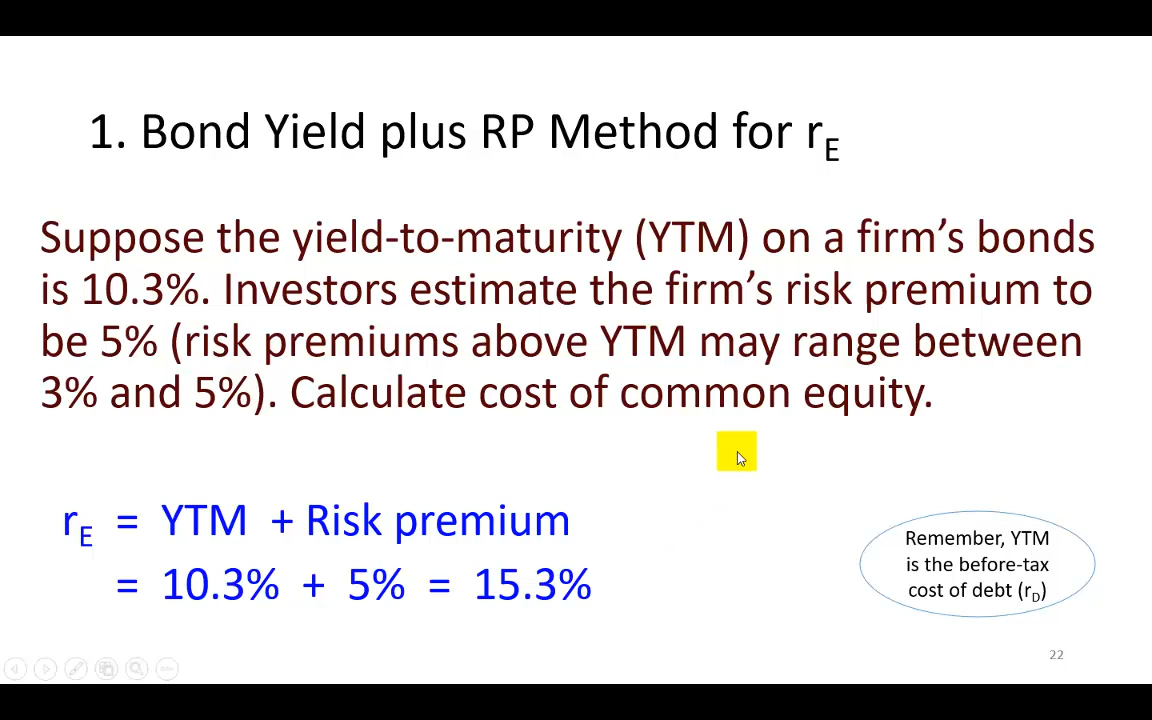 1. Bond Yield plus RP Method for rE
Suppose the yield-to-maturity (YTM) on a firm’s bonds
is 10.3%. Investors estimate the firm’s risk premium to
be 5% (risk premiums above YTM may range between
3% and 5%). Calculate cost of common equity.
rE = YTM + Risk premium
= 10.3% + 5% = 15.3%
Remember, YTM
is the before-tax
cost of debt (rD)
22